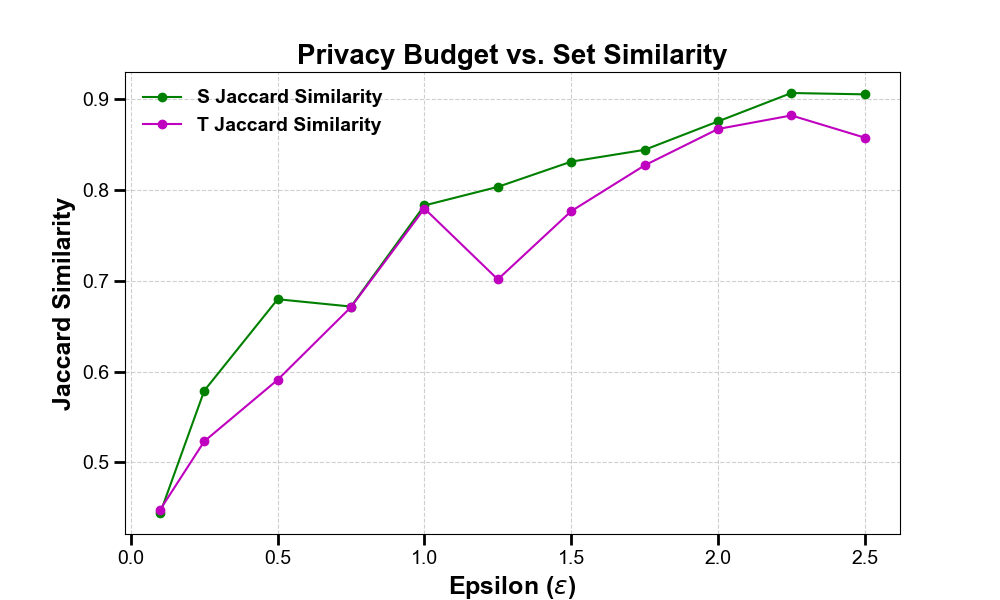 Privacy Budget vs. Set Similarity
S Jaccard Similarity
T Jaccard Similarity
Jaccard Similarity
0.9
0.8
0.7
0.6
0.5
0.0 0.5 1.0 1.5 2.0 2.5
Epsilon (ε)